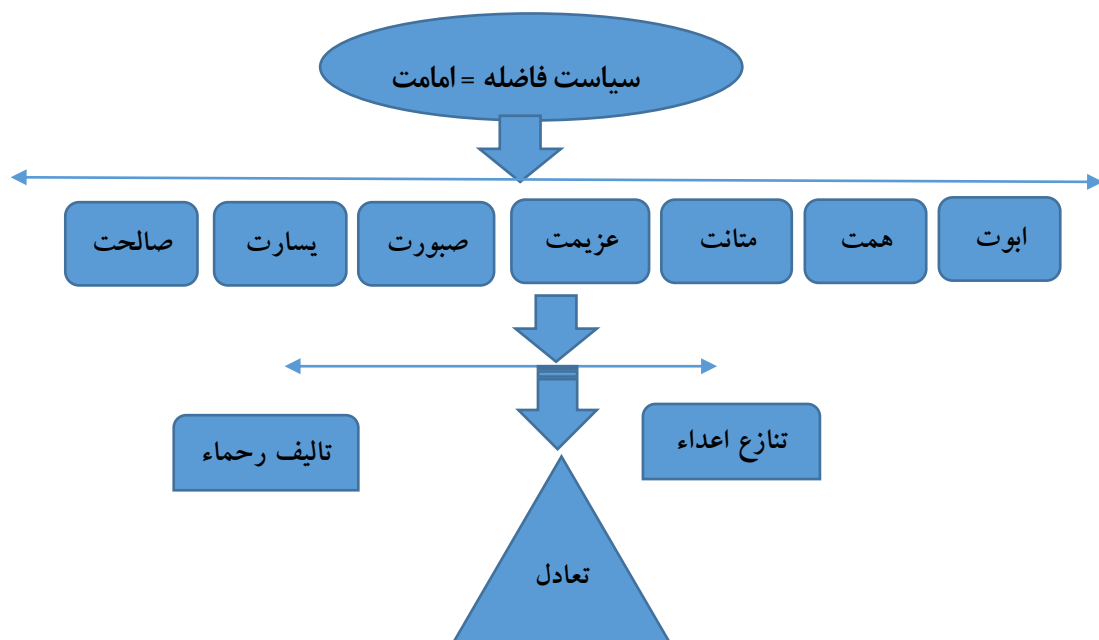 سیاست فاضله = امامت
ابوت
همت
متانت
عزیمت
صبورت
یسارت
صالحت
تنازع اعداء
تالیف رحماء
تعادل